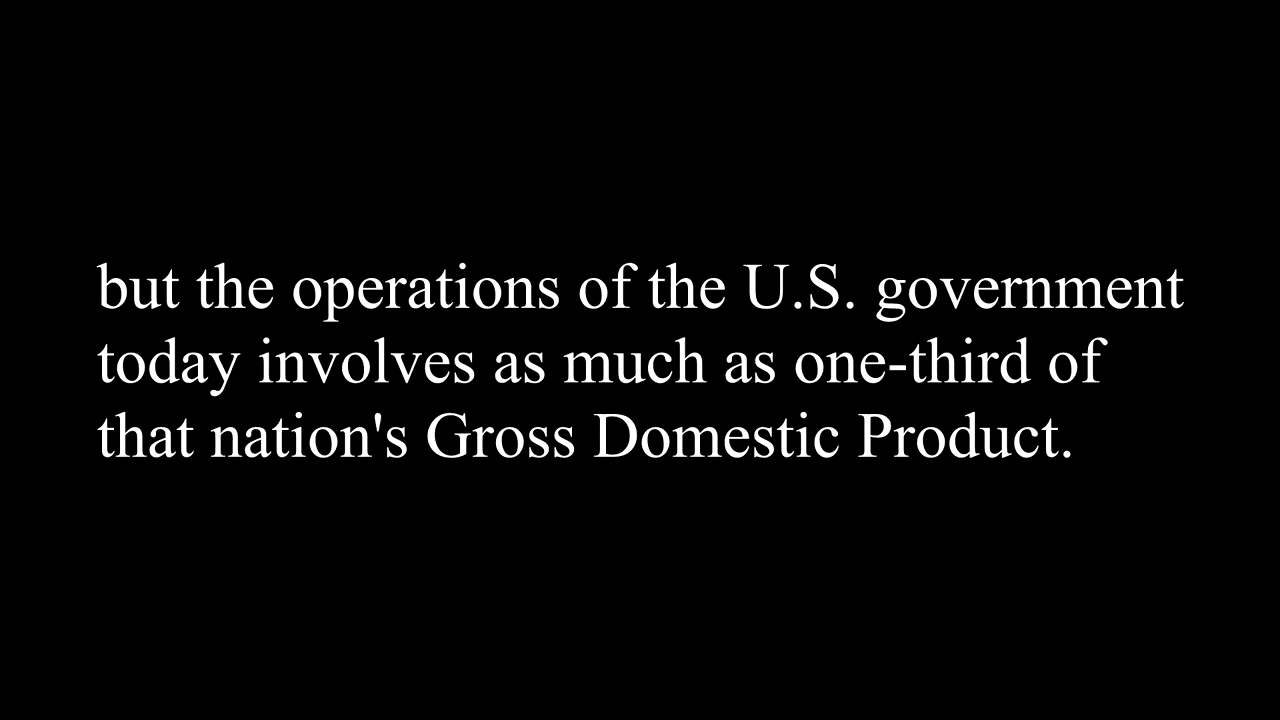 but the operations of the U.S. government
today involves as much as one-third of
that nation's Gross Domestic Product.